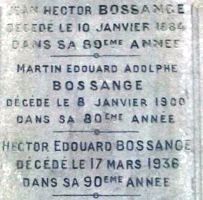 JEAN HECTOR BOSSANGE
DÉCÉDÉ LE 10 JANVIER 1884
DANS SA 89EME ANNÉE
MARTIN EDOUARD ADOLPHE
BOSSANGE
DÉCÉDÉ LE 8 JANVIER 1900
DANS SA 80EME ANNÉE
HECTOR EDOUARD BOSSANGE
DÉCÉDÉ LE 17 MARS 1936
DANS SA 90EME ANNÉE